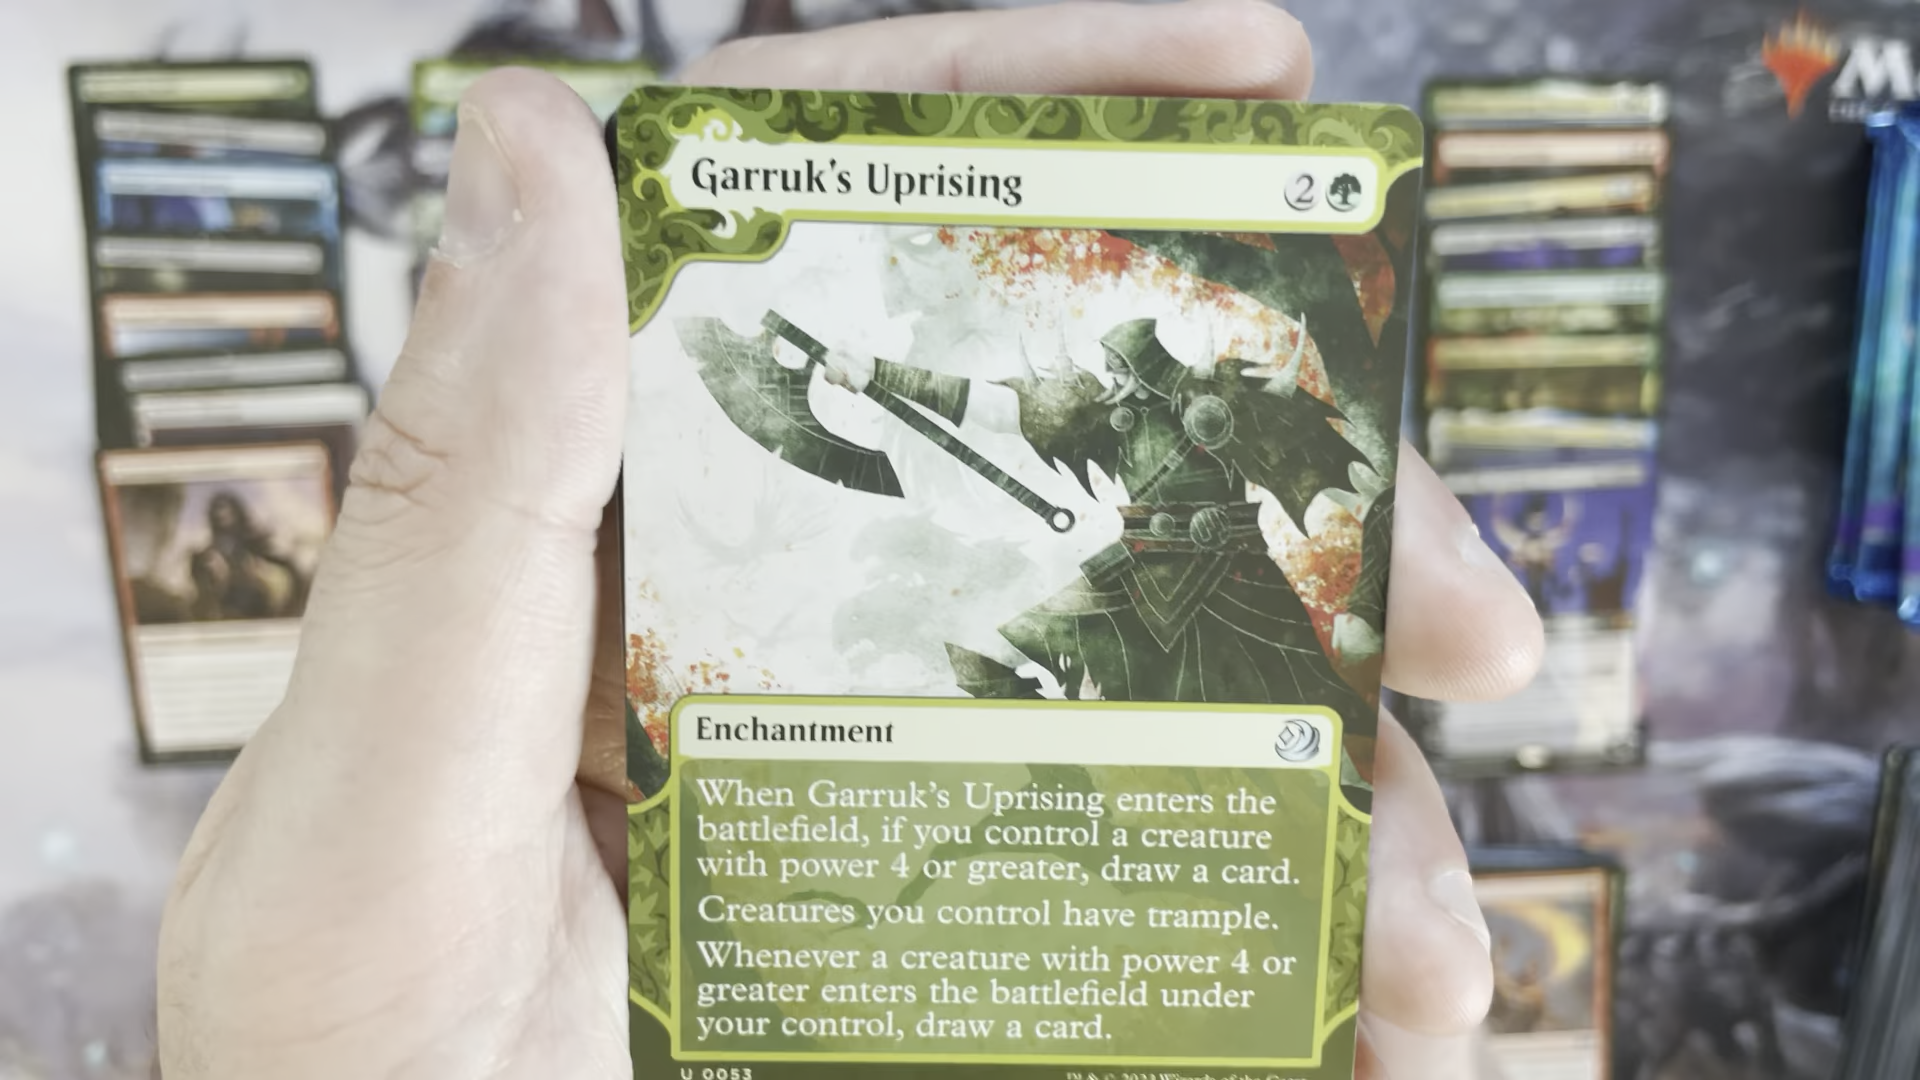 Garruk's Uprising 2
Enchantment
When Garruk's Uprising enters the
battlefield, if you control a creature
with power 4 or greater, draw a card.
Creatures you control have trample.
Whenever a creature with power 4 or
greater enters the battlefield under
your control, draw a card.
U 0053